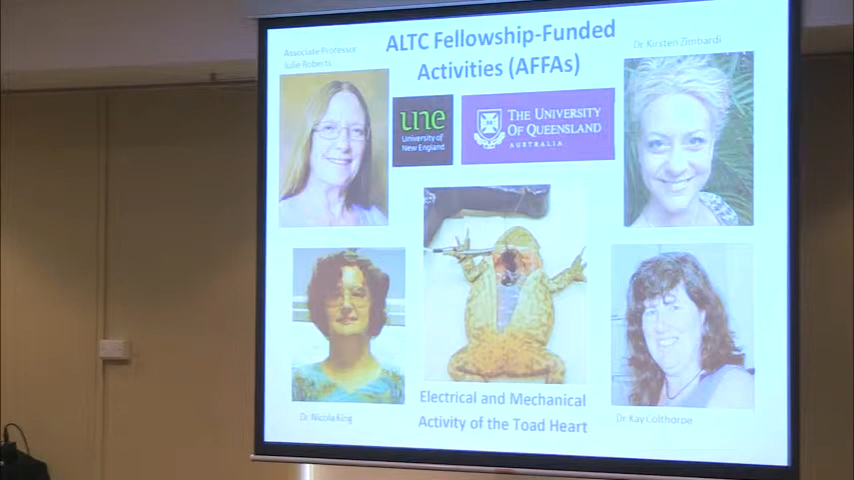 Associate Professor
Julie Roberts
ALTC Fellowship-Funded
Activities (AFFAs)
Dr Kirsten Zimbardi
une
University of
New England
THE UNIVERSITY
OF QUEENSLAND
AUSTRALIA
Electrical and Mechanical
Activity of the Toad Heart
Dr Nicola King
Dr Kay Colthorpe